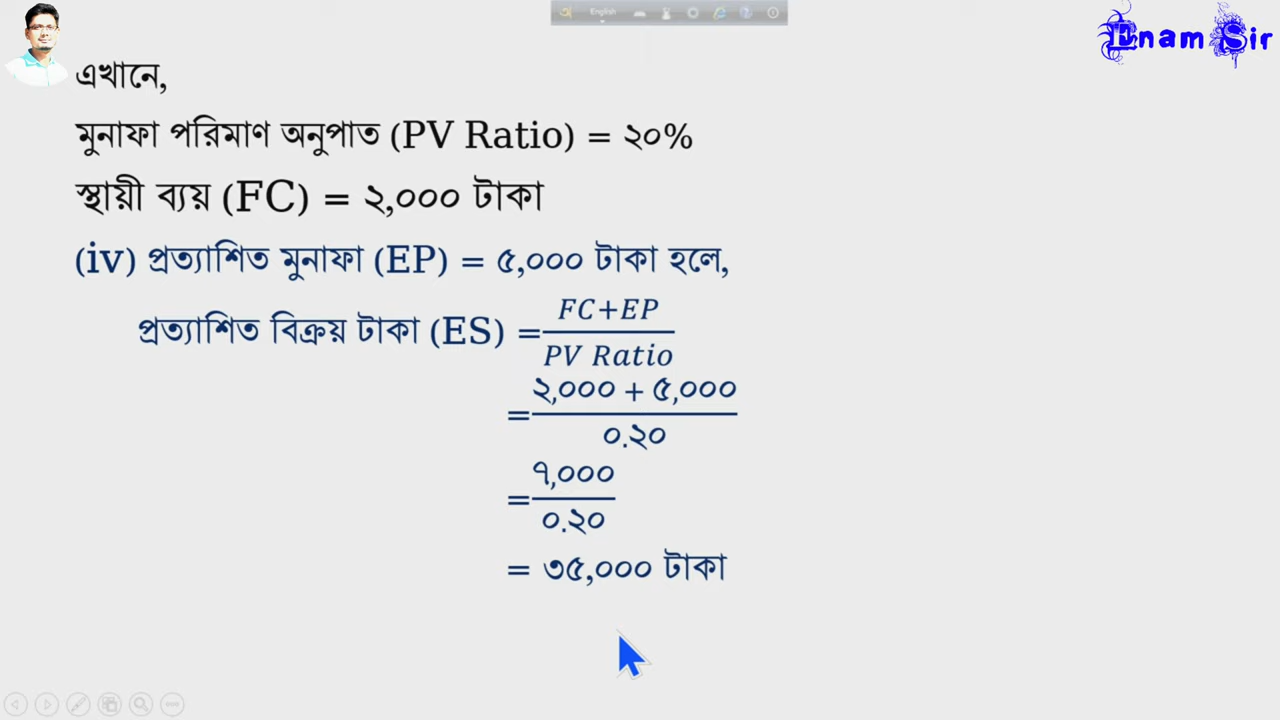 English
Enam Sir
এখানে,
মুনাফা পরিমাণ অনুপাত (PV Ratio) = ২০%
স্থায়ী ব্যয় (FC) = ২,০০০ টাকা
(iv) প্রত্যাশিত মুনাফা (EP) = ৫,০০০ টাকা হলে,
প্রত্যাশিত বিক্রয় টাকা (ES) = FC+EP
PV Ratio
= ২,০০০ + ৫,০০০
০.২০
= ৭,০০০
০.২০
= ৩৫,০০০ টাকা